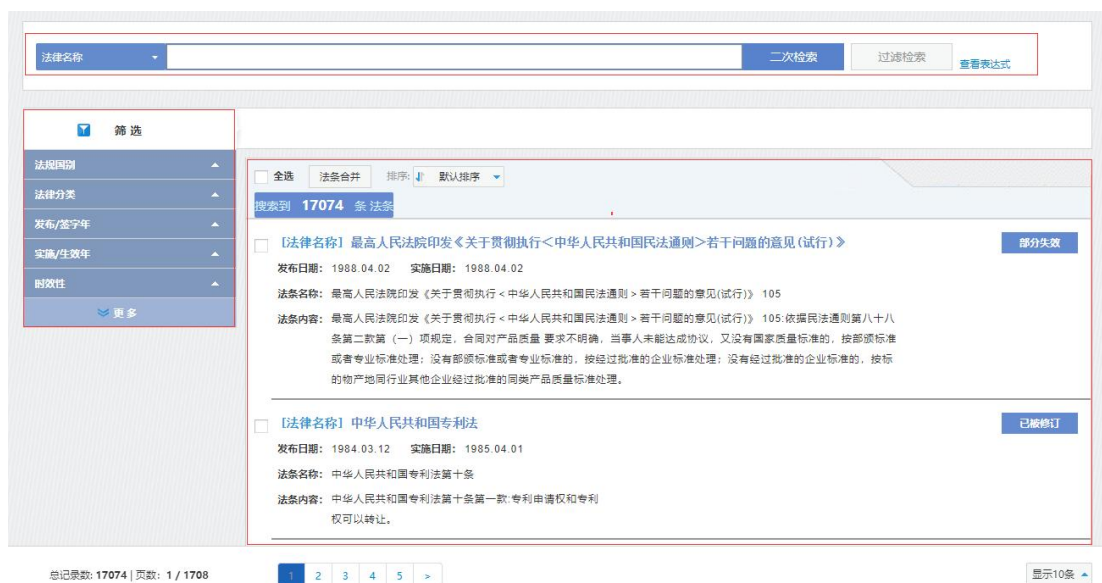 法律名称
二次检索
过滤检索
查看表达式
筛选
法规国别
法律分类
发布/签字年
实施/生效年
时效性
更多
全选 法条合并 排序: 默认排序
搜索到 17074 条法条
[法律名称] 最高人民法院印发《关于贯彻执行<中华人民共和国民法通则>若干问题的意见(试行)》
部分失效
发布日期: 1988.04.02 实施日期: 1988.04.02
法条名称: 最高人民法院印发《关于贯彻执行<中华人民共和国民法通则>若干问题的意见(试行)》 105
法条内容: 最高人民法院印发《关于贯彻执行<中华人民共和国民法通则>若干问题的意见(试行)》 105:依据民法通则第八十八
条第二款第 (一) 项规定, 合同对产品质量 要求不明确, 当事人未能达成协议, 又没有国家质量标准的, 按部颁标准
或者专业标准处理; 没有部颁标准或者专业标准的, 按经过批准的企业标准处理; 没有经过批准的企业标准的, 按标
的物产地同行业其他企业经过批准的同类产品质量标准处理。
[法律名称] 中华人民共和国专利法
已被修订
发布日期: 1984.03.12 实施日期: 1985.04.01
法条名称: 中华人民共和国专利法第十条
法条内容: 中华人民共和国专利法第十条第一款:专利申请权和专利
权可以转让。
总记录数: 17074 | 页数: 1 / 1708
1 2 3 4 5 >
显示10条